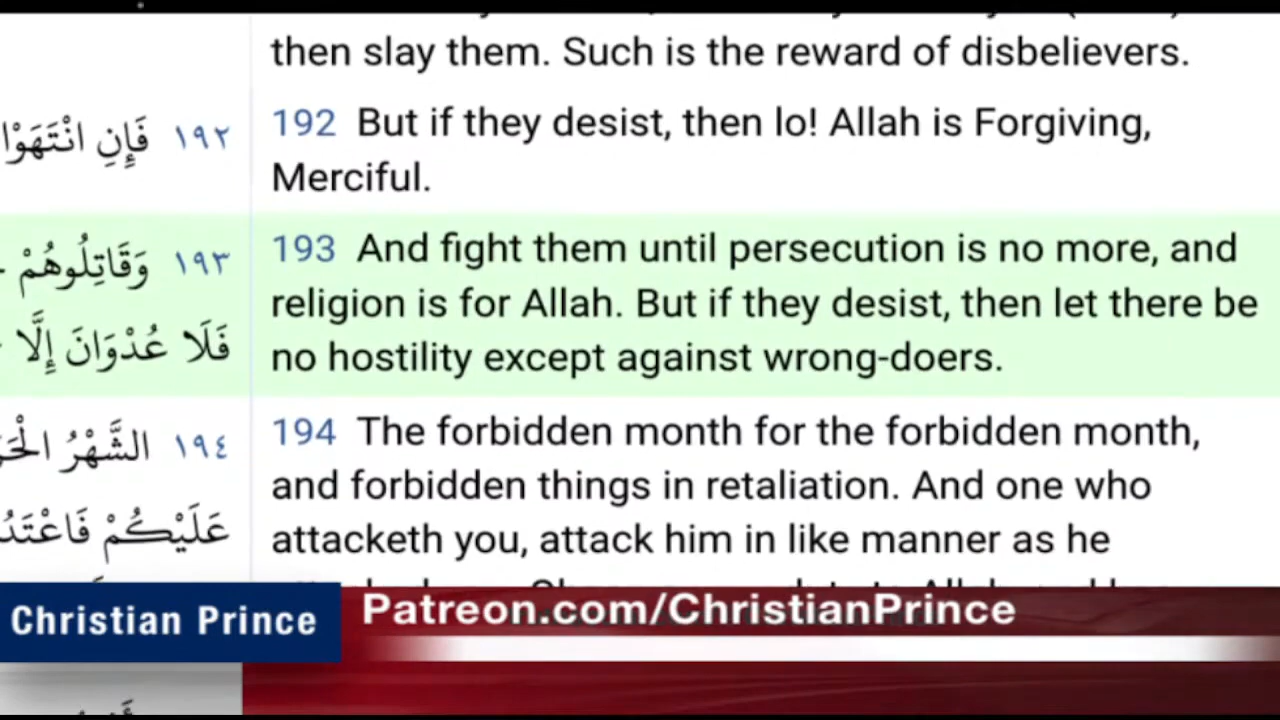 then slay them. Such is the reward of disbelievers.
١٩٢ فَإِنِ انْتَهَوْا
192 But if they desist, then lo! Allah is Forgiving,
Merciful.
١٩٣ وَقَاتِلُوهُمْ
فَلَا عُدْوَانَ إِلَّا
193 And fight them until persecution is no more, and
religion is for Allah. But if they desist, then let there be
no hostility except against wrong-doers.
١٩٤ الشَّهْرُ
عَلَيْكُمْ
194 The forbidden month for the forbidden month,
and forbidden things in retaliation. And one who
attacketh you, attack him in like manner as he
Christian Prince
Patreon.com/ChristianPrince